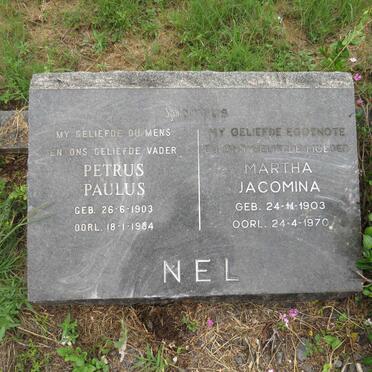 MY GELIEFDE OU MENS
EN ONS GELIEFDE VADER
PETRUS
PAULUS
GEB. 26-6-1903
OORL. 18-1-1984
MY GELIEFDE EGGENOTE
MARTHA
JACOMINA
GEB. 24-11-1903
OORL. 24-4-1970
NEL